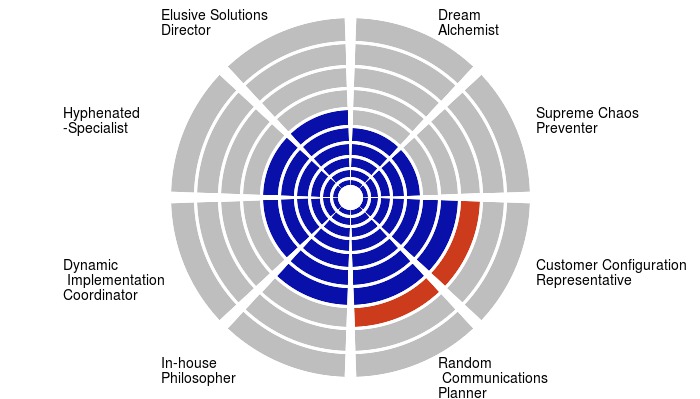 Elusive Solutions
Director
Dream
Alchemist
Hyphenated
-Specialist
Supreme Chaos
Preventer
Dynamic
Implementation
Coordinator
Customer Configuration
Representative
In-house
Philosopher
Random
Communications
Planner